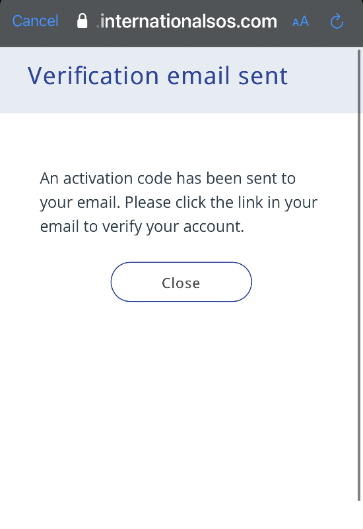 Cancel .internationalsos.com AA
Verification email sent
An activation code has been sent to
your email. Please click the link in your
email to verify your account.
Close